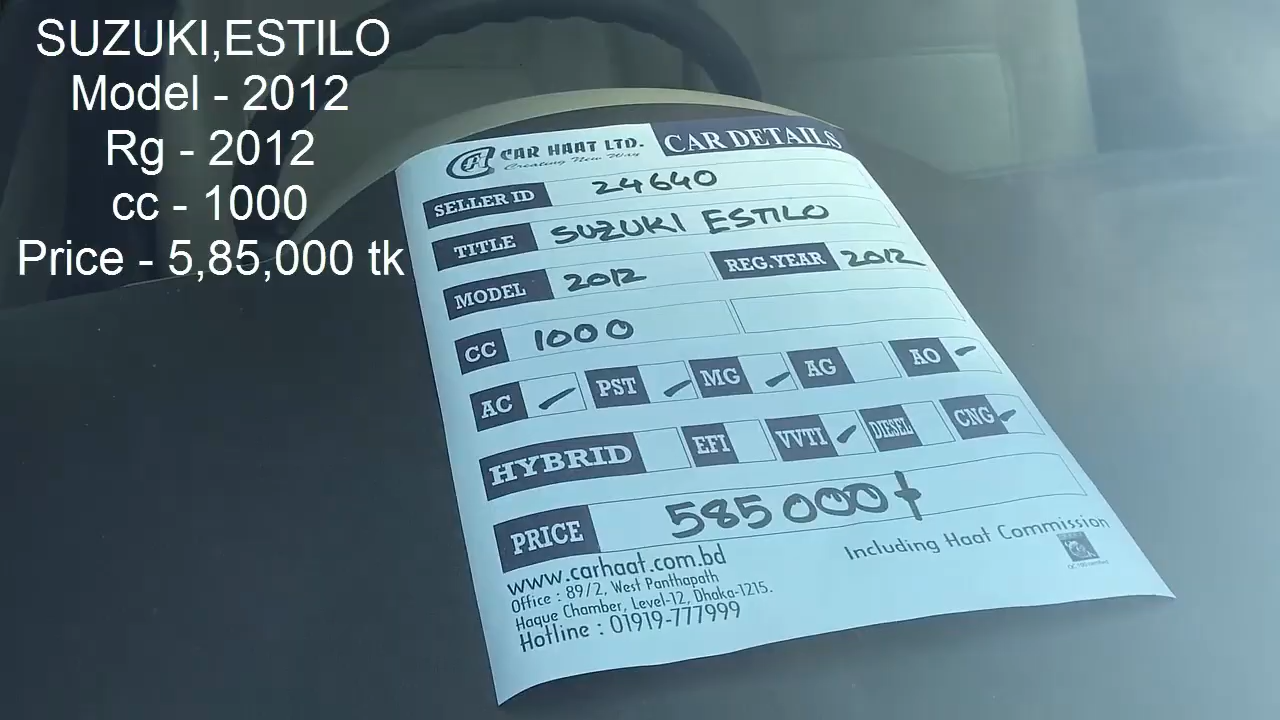 SUZUKI,ESTILO
Model - 2012
Rg - 2012
cc - 1000
Price - 5,85,000 tk
CAR HAAT LTD. CAR DETAILS
Creating New Way
SELLER ID 24640
TITLE SUZUKI ESTILO
MODEL 2012 REG.YEAR 2012
CC 1000
AC ✓ PST ✓ MG ✓ AG AO ✓
HYBRID EFI VVTI ✓ DIESEL CNG ✓
PRICE 585000t
Including Haat Commission
www.carhaat.com.bd
Office : 89/2, West Panthapath
Haque Chamber, Level-12, Dhaka-1215.
Hotline : 01919-777999